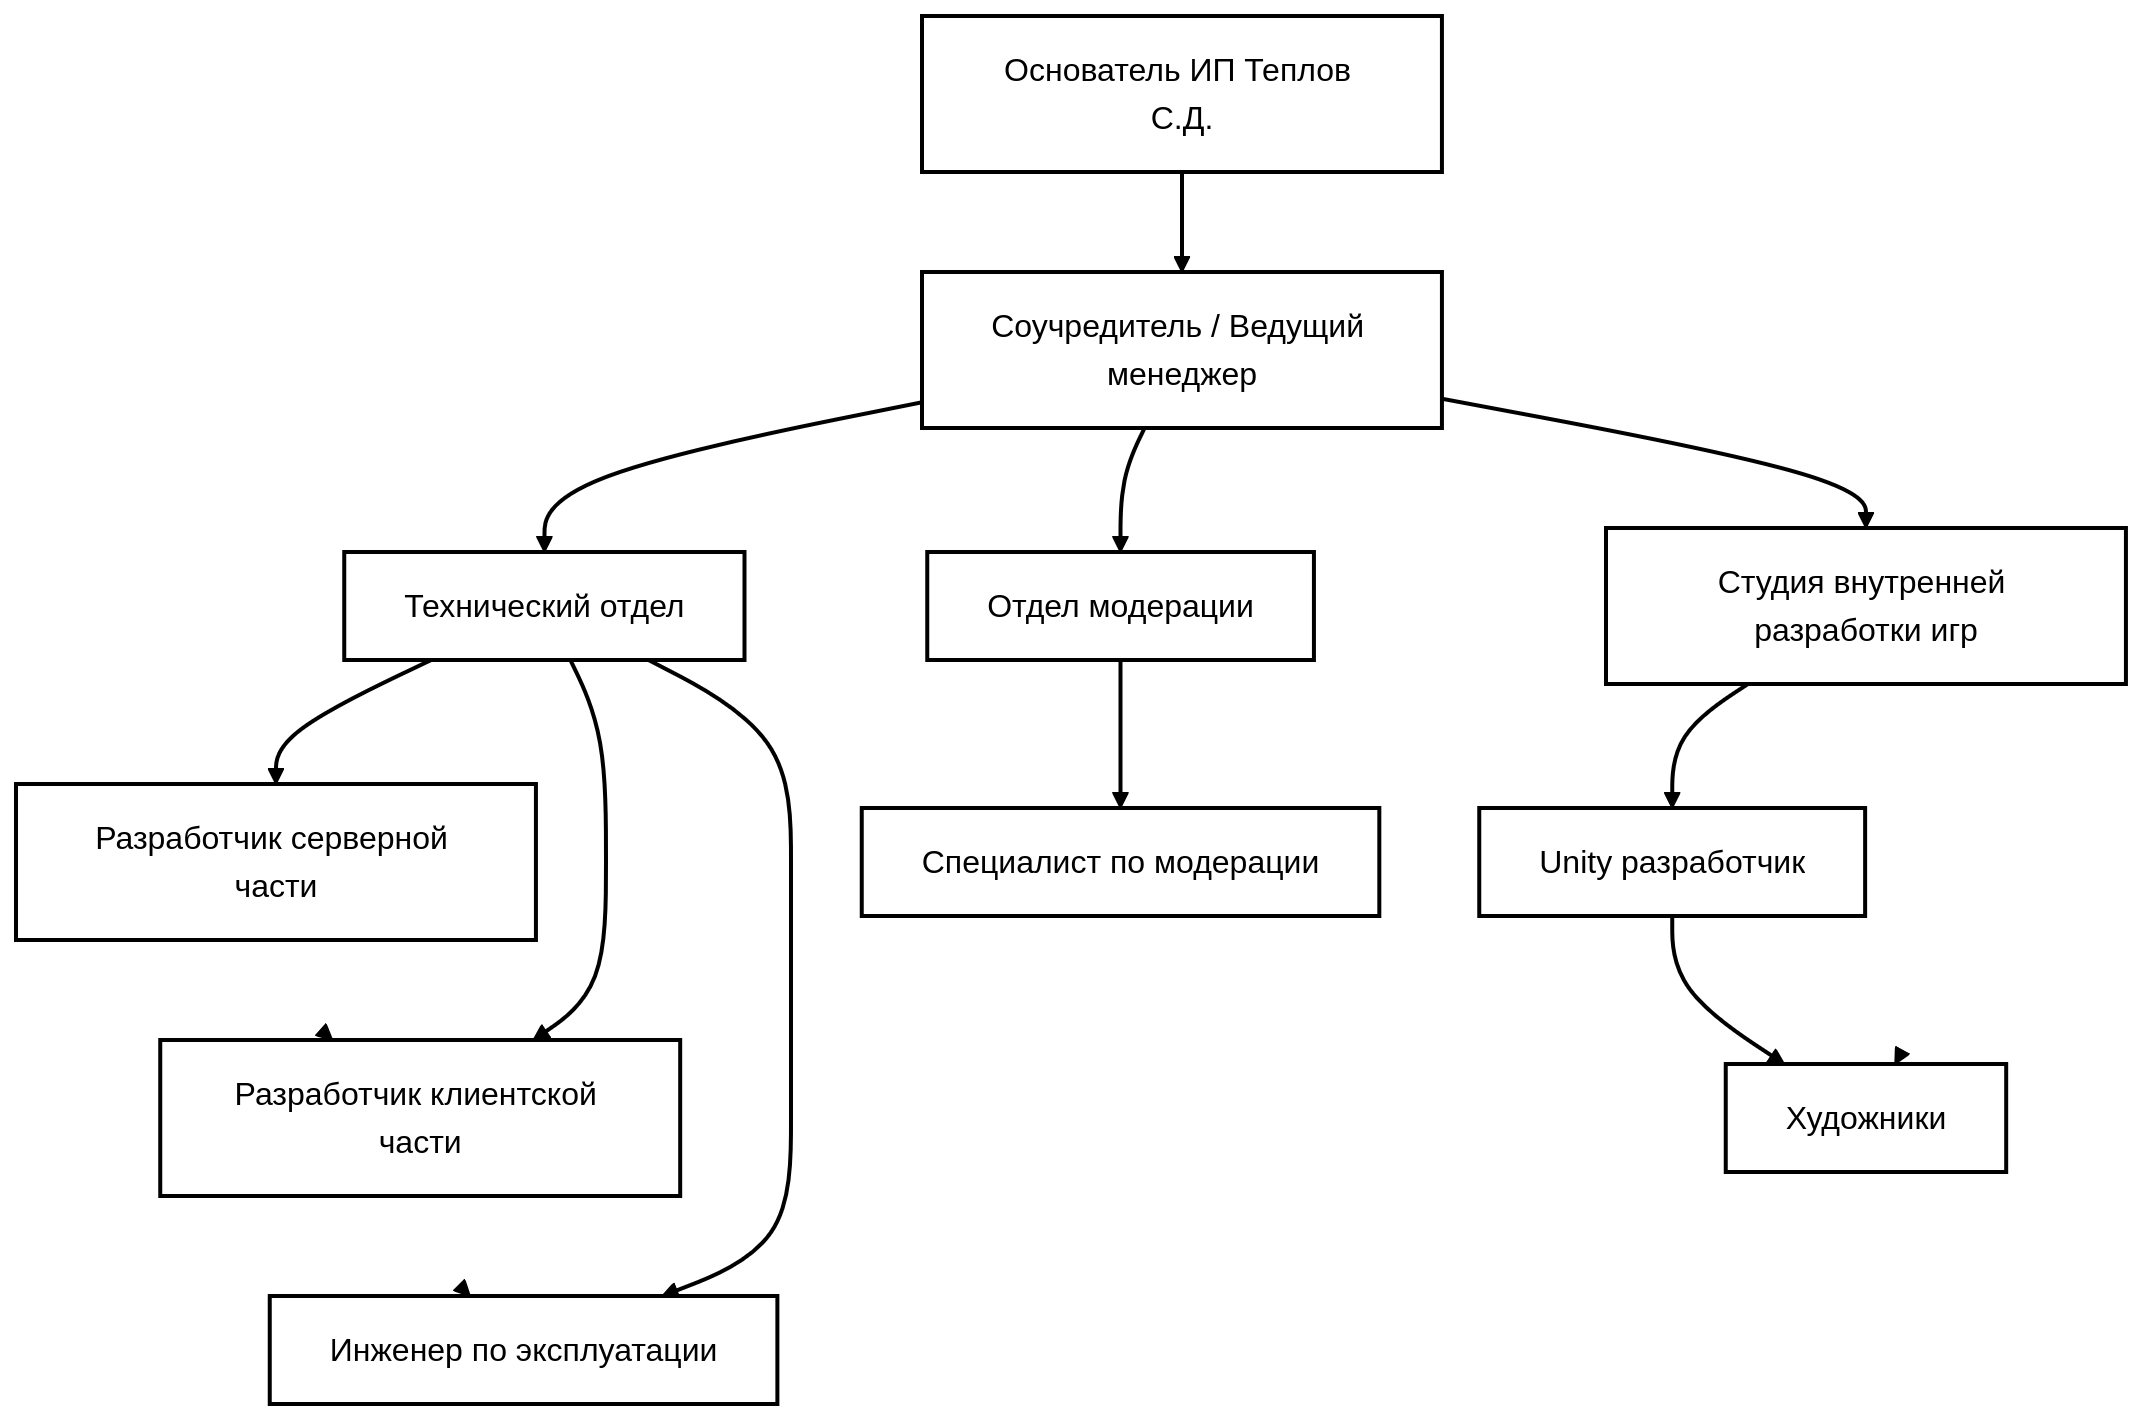 Основатель ИП Теплов
С.Д.
Соучредитель / Ведущий
менеджер
Технический отдел
Отдел модерации
Студия внутренней
разработки игр
Разработчик серверной
части
Специалист по модерации
Unity разработчик
Разработчик клиентской
части
Художники
Инженер по эксплуатации